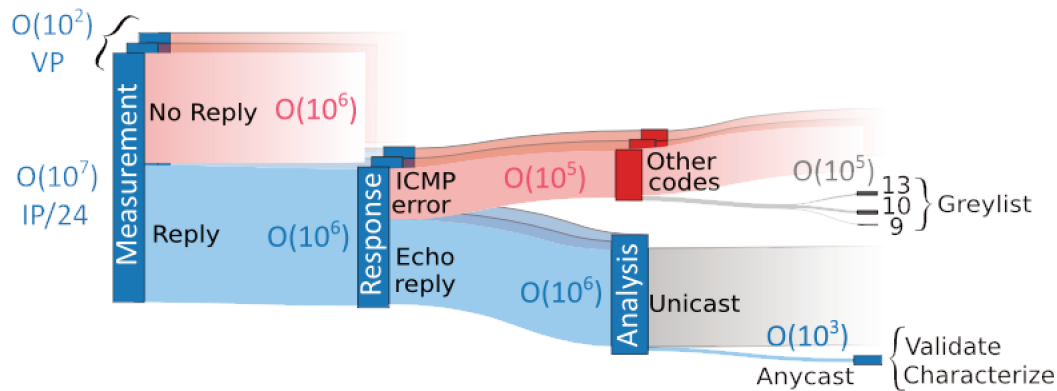 O(10²)
VP
O(10⁷)
IP/24
Measurement
No Reply
O(10⁶)
Reply
O(10⁶)
Response
ICMP
error
O(10⁵)
Echo
reply
O(10⁶)
Other
codes
O(10⁵)
13
10
9
Greylist
Analysis
Unicast
O(10³)
Anycast
Validate
Characterize